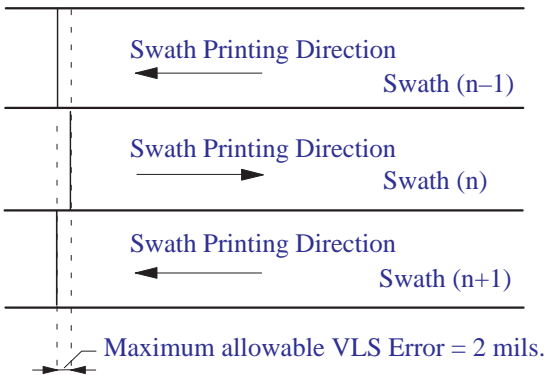 Swath Printing Direction
Swath (n–1)
Swath Printing Direction
Swath (n)
Swath Printing Direction
Swath (n+1)
Maximum allowable VLS Error = 2 mils.